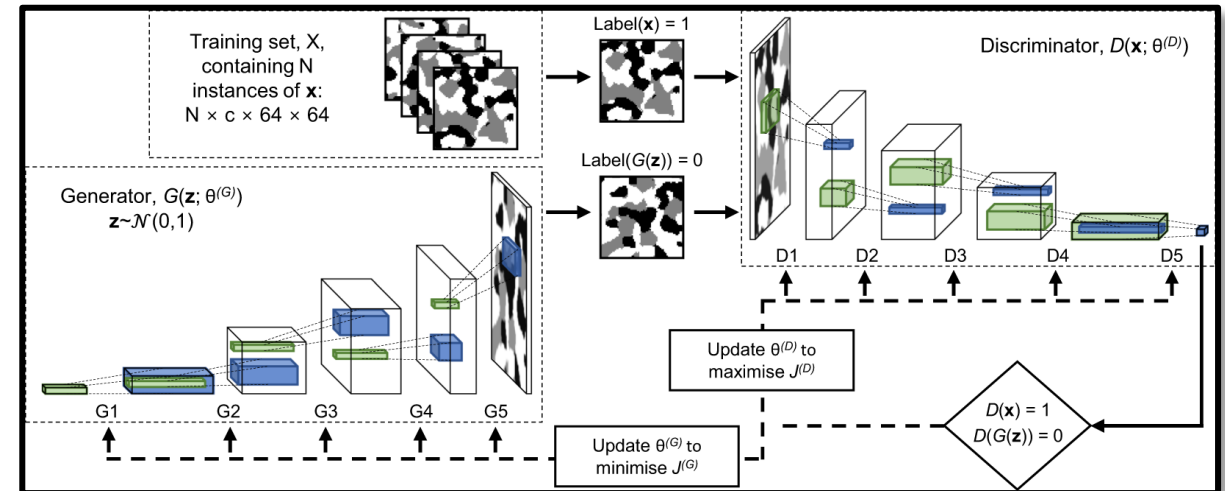 Training set, X,
containing N
instances of x:
N × c × 64 × 64
Label(x) = 1
Discriminator, D(x; θ(D))
Generator, G(z; θ(G))
z~𝒩(0,1)
Label(G(z)) = 0
D1 D2 D3 D4 D5
G1 G2 G3 G4 G5
Update θ(D) to
maximise J(D)
D(x) = 1
D(G(z)) = 0
Update θ(G) to
minimise J(G)